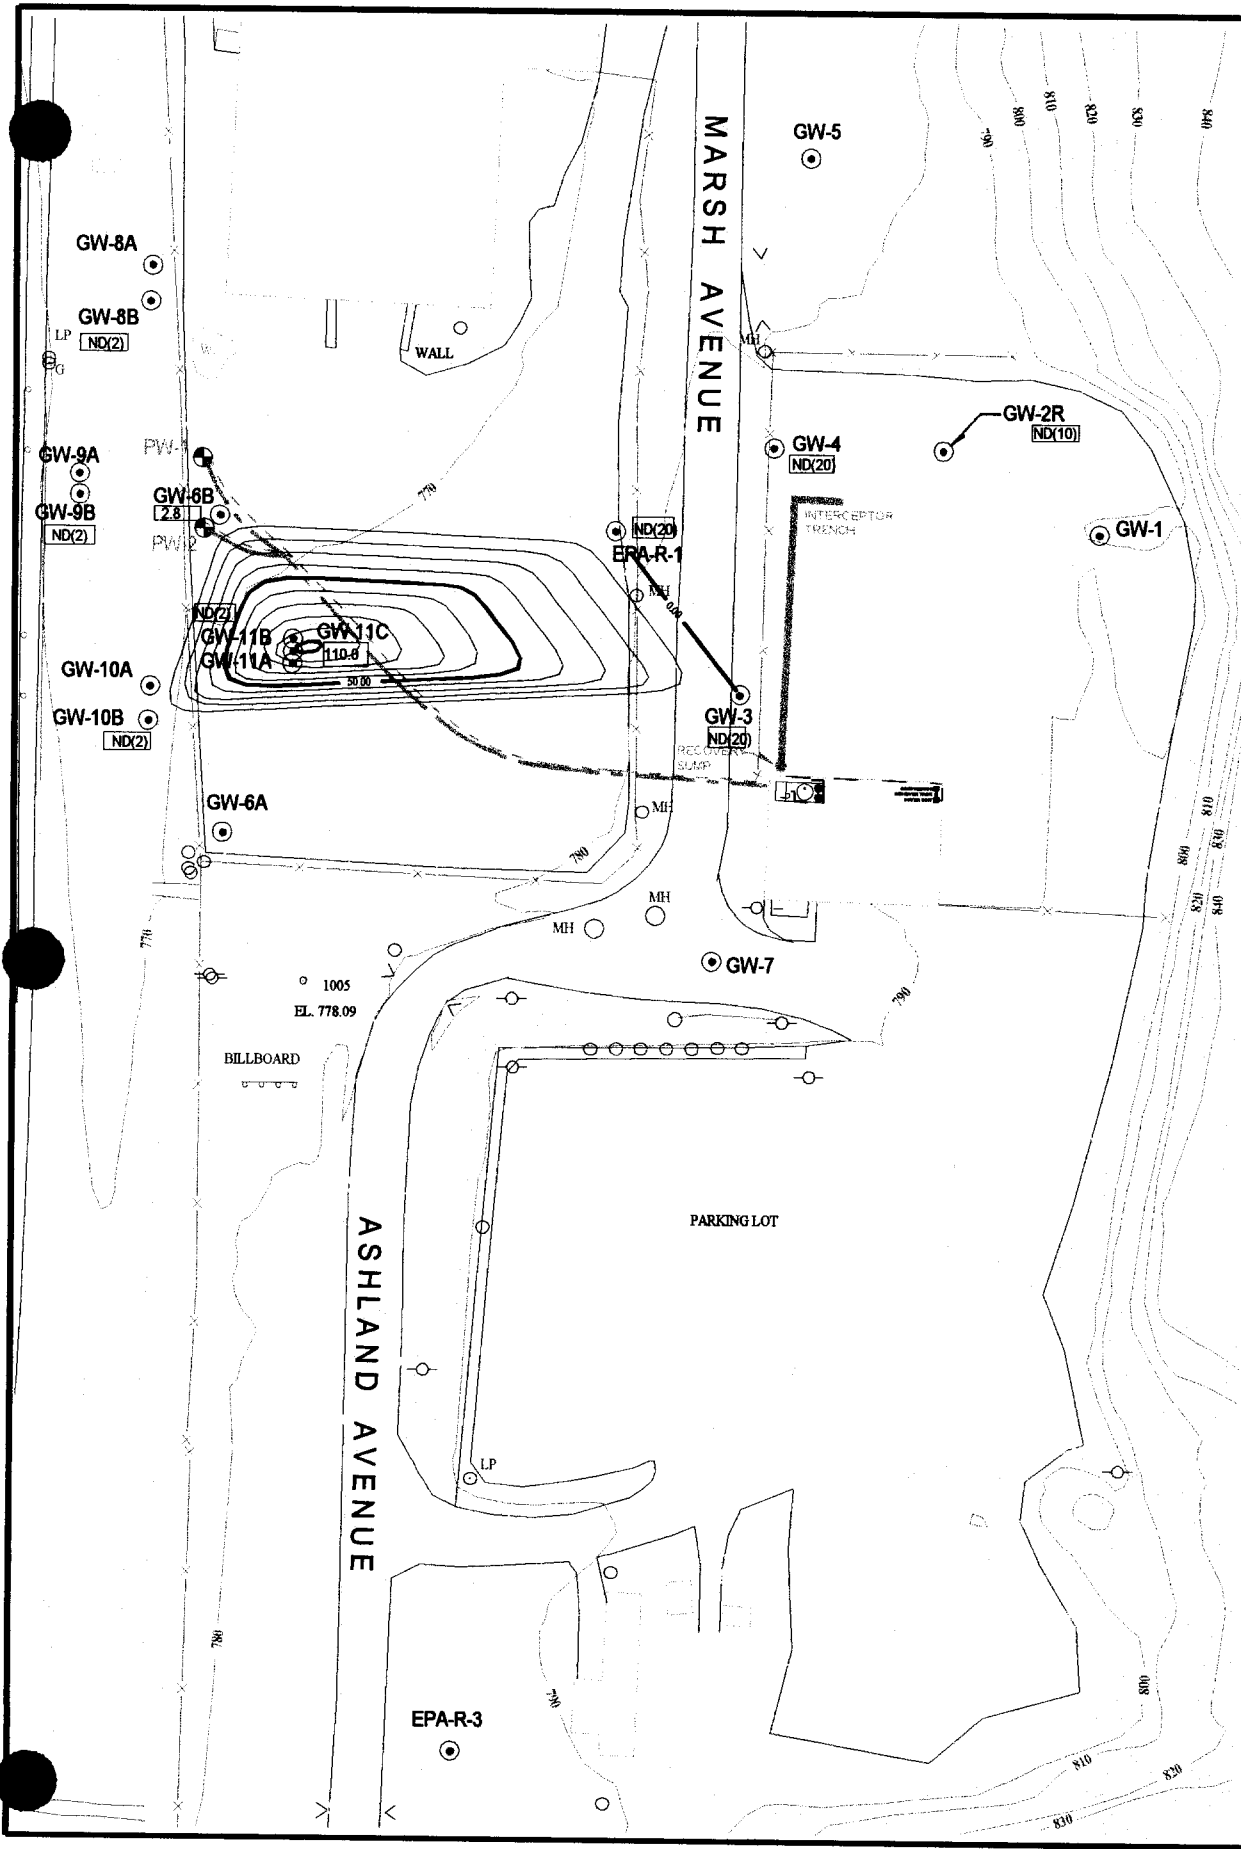 790
800
810
820
830
840
GW-5
MARSH AVENUE
GW-8A
GW-8B
ND(2)
LP
G
WALL
MH
GW-2R
ND(10)
GW-4
ND(20)
PW-1
GW-9A
GW-9B
ND(2)
GW-6B
2.8
PW-2
770
INTERCEPTOR
TRENCH
GW-1
ND(20)
EPA-R-1
MH
0.00
ND(2)
GW-11B
GW-11C
GW-11A
110.8
50.00
GW-10A
GW-10B
ND(2)
GW-3
ND(20)
RECOVERY
SUMP
GW-6A
MH
780
800
810
820
830
840
MH
MH
GW-7
770
1005
EL. 778.09
790
BILLBOARD
PARKING LOT
ASHLAND AVENUE
LP
780
790
800
EPA-R-3
810
820
830